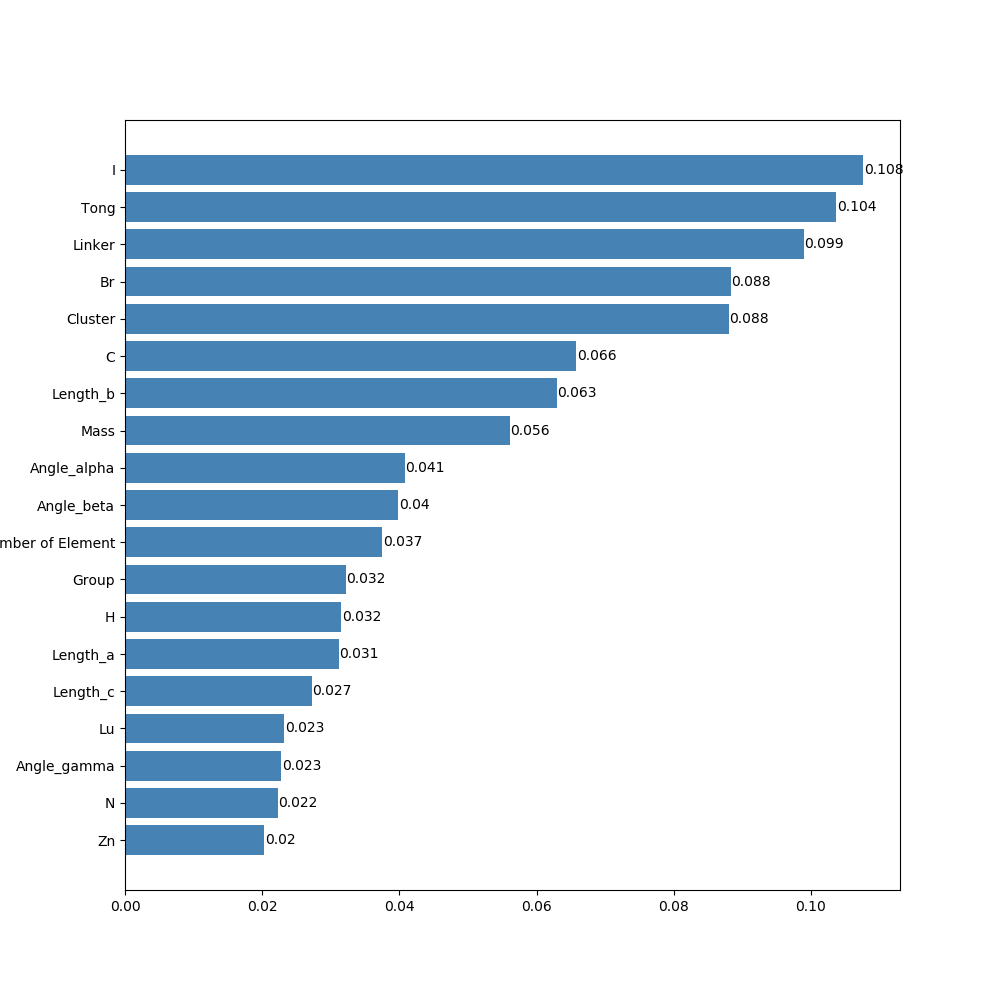 I 0.108
Tong 0.104
Linker 0.099
Br 0.088
Cluster 0.088
C 0.066
Length_b 0.063
Mass 0.056
Angle_alpha 0.041
Angle_beta 0.04
mber of Element 0.037
Group 0.032
H 0.032
Length_a 0.031
Length_c 0.027
Lu 0.023
Angle_gamma 0.023
N 0.022
Zn 0.02
0.00 0.02 0.04 0.06 0.08 0.10